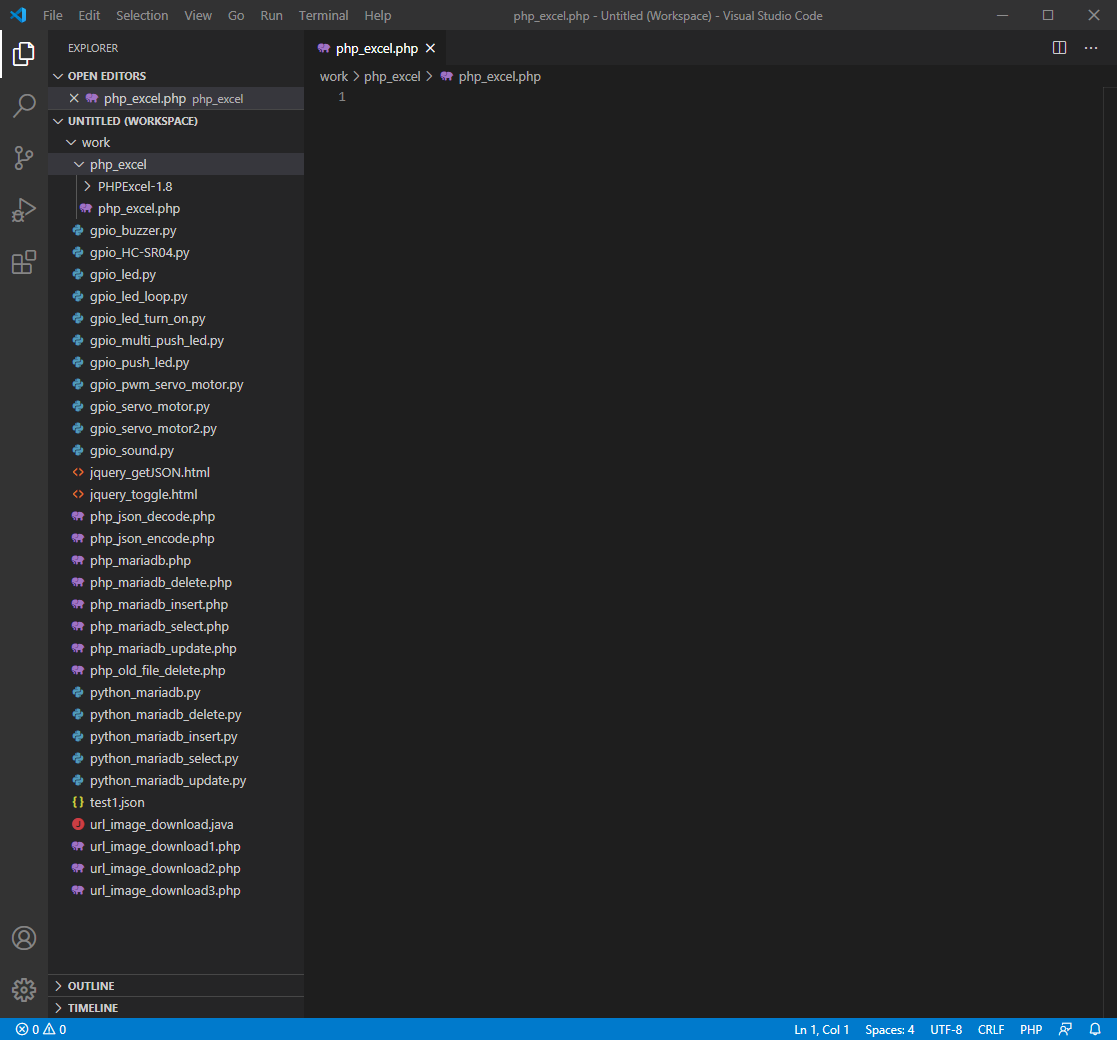 File Edit Selection View Go Run Terminal Help php_excel.php - Untitled (Workspace) - Visual Studio Code
EXPLORER
OPEN EDITORS
php_excel.php php_excel
UNTITLED (WORKSPACE)
work
php_excel
PHPExcel-1.8
php_excel.php
gpio_buzzer.py
gpio_HC-SR04.py
gpio_led.py
gpio_led_loop.py
gpio_led_turn_on.py
gpio_multi_push_led.py
gpio_push_led.py
gpio_pwm_servo_motor.py
gpio_servo_motor.py
gpio_servo_motor2.py
gpio_sound.py
jquery_getJSON.html
jquery_toggle.html
php_json_decode.php
php_json_encode.php
php_mariadb.php
php_mariadb_delete.php
php_mariadb_insert.php
php_mariadb_select.php
php_mariadb_update.php
php_old_file_delete.php
python_mariadb.py
python_mariadb_delete.py
python_mariadb_insert.py
python_mariadb_select.py
python_mariadb_update.py
{} test1.json
J url_image_download.java
url_image_download1.php
url_image_download2.php
url_image_download3.php
OUTLINE
TIMELINE
php_excel.php
work > php_excel > php_excel.php
1
0 0 Ln 1, Col 1 Spaces: 4 UTF-8 CRLF PHP